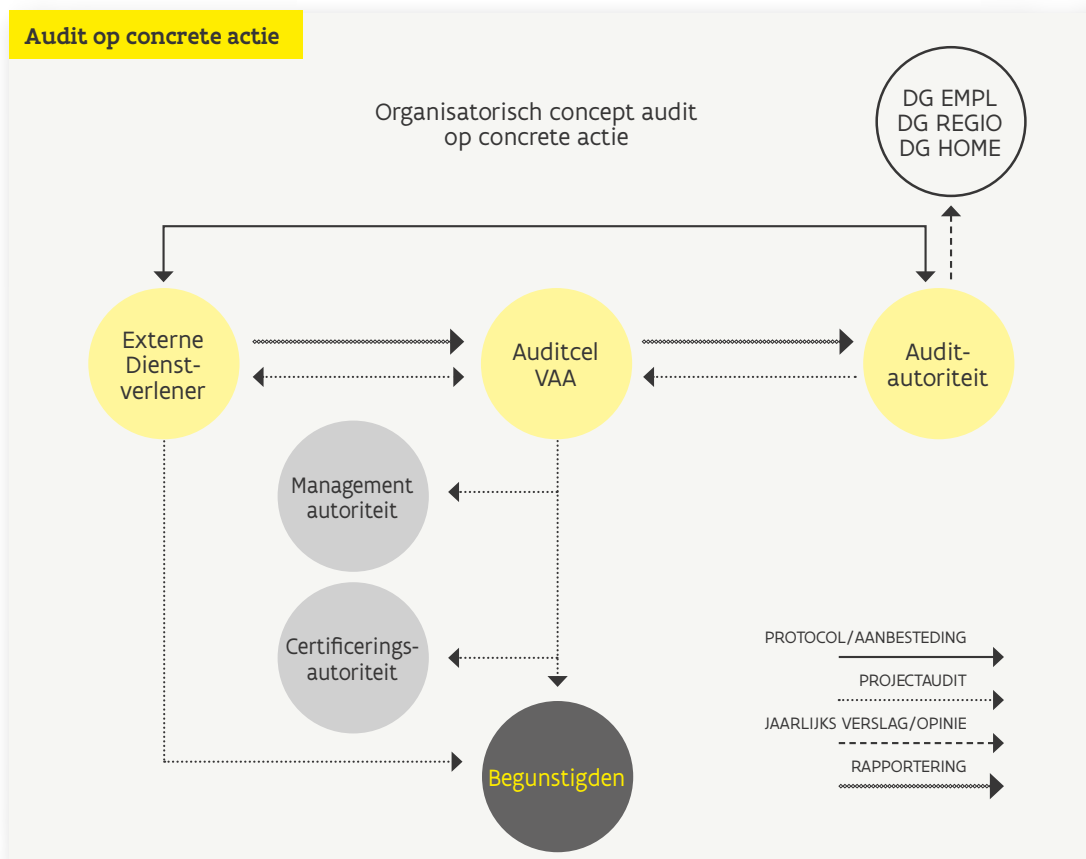 Audit op concrete actie
Organisatorisch concept audit
op concrete actie
DG EMPL
DG REGIO
DG HOME
Externe
Dienst-
verlener
Auditcel
VAA
Audit-
autoriteit
Management
autoriteit
Certificerings-
autoriteit
Begunstigden
PROTOCOL/AANBESTEDING
PROJECTAUDIT
JAARLIJKS VERSLAG/OPINIE
RAPPORTERING